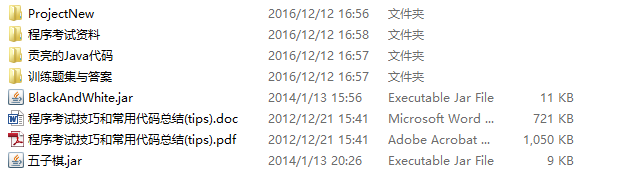 ProjectNew 2016/12/12 16:56 文件夹
程序考试资料 2016/12/12 16:58 文件夹
贡亮的Java代码 2016/12/12 16:57 文件夹
训练题集与答案 2016/12/12 16:57 文件夹
BlackAndWhite.jar 2014/1/13 15:56 Executable Jar File 11 KB
程序考试技巧和常用代码总结(tips).doc 2012/12/21 15:41 Microsoft Word ... 721 KB
程序考试技巧和常用代码总结(tips).pdf 2012/12/21 15:41 Adobe Acrobat ... 1,050 KB
五子棋.jar 2014/1/13 20:26 Executable Jar File 9 KB